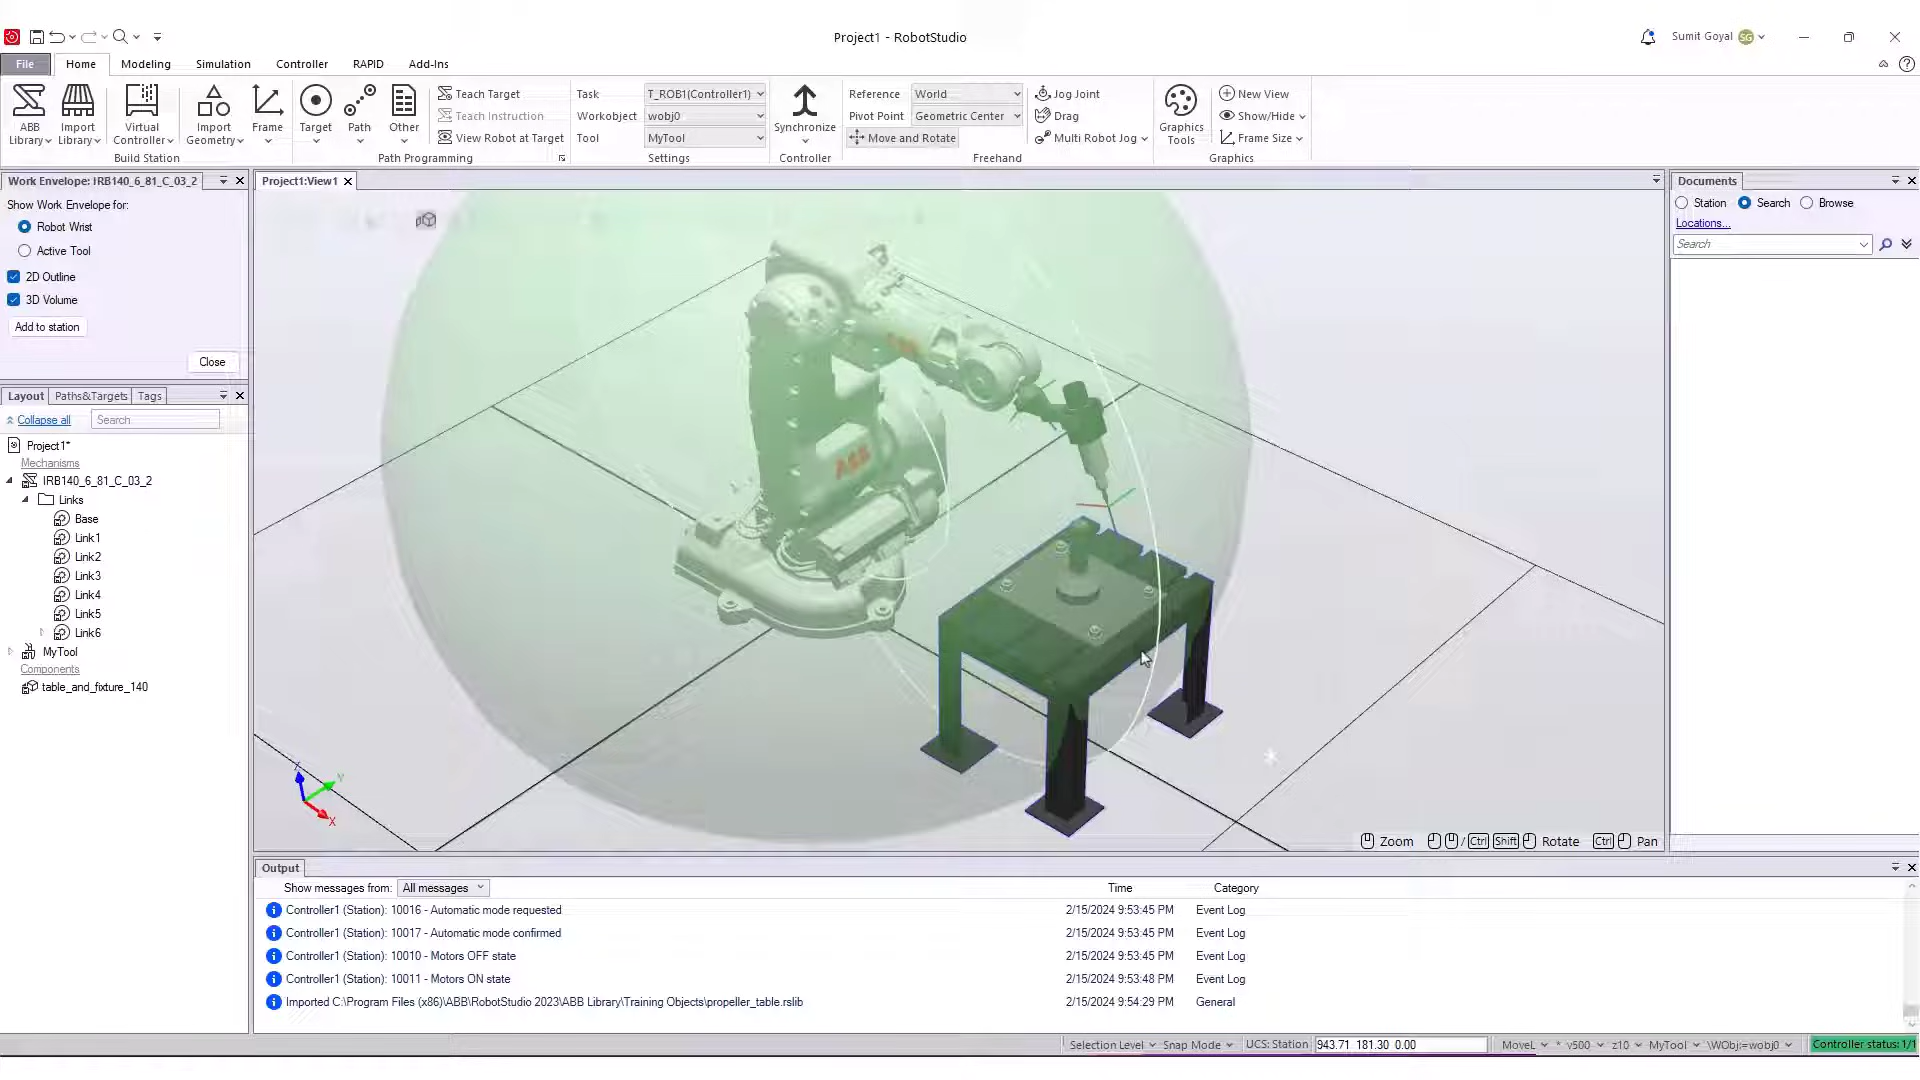 Project1 - RobotStudio
Sumit Goyal SG
File Home Modeling Simulation Controller RAPID Add-Ins
ABB Library
Import Library
Virtual Controller
Import Geometry
Frame
Build Station
Target
Path
Other
Teach Target
Teach Instruction
View Robot at Target
Path Programming
Task T_ROB1(Controller1)
Workobject wobj0
Tool MyTool
Settings
Synchronize
Controller
Reference World
Pivot Point Geometric Center
Move and Rotate
Jog Joint
Drag
Multi Robot Jog
Freehand
Graphics Tools
New View
Show/Hide
Frame Size
Graphics
Work Envelope: IRB140_6_81_C_03_2
Show Work Envelope for:
Robot Wrist
Active Tool
2D Outline
3D Volume
Add to station
Close
Layout Paths&Targets Tags
Collapse all Search
Project1*
Mechanisms
IRB140_6_81_C_03_2
Links
Base
Link1
Link2
Link3
Link4
Link5
Link6
MyTool
Components
table_and_fixture_140
Project1:View1
ABB
ABB
Z
Y
X
Zoom / Ctrl Shift Rotate Ctrl Pan
Documents
Station Search Browse
Locations...
Search
Output
Show messages from: All messages Time Category
Controller1 (Station): 10016 - Automatic mode requested 2/15/2024 9:53:45 PM Event Log
Controller1 (Station): 10017 - Automatic mode confirmed 2/15/2024 9:53:45 PM Event Log
Controller1 (Station): 10010 - Motors OFF state 2/15/2024 9:53:45 PM Event Log
Controller1 (Station): 10011 - Motors ON state 2/15/2024 9:53:48 PM Event Log
Imported C:\Program Files (x86)\ABB\RobotStudio 2023\ABB Library\Training Objects\propeller_table.rslib 2/15/2024 9:54:29 PM General
Selection Level Snap Mode UCS: Station 943.71 181.30 0.00 MoveL * v500 z10 MyTool \WObj:=wobj0 Controller status: 1/1